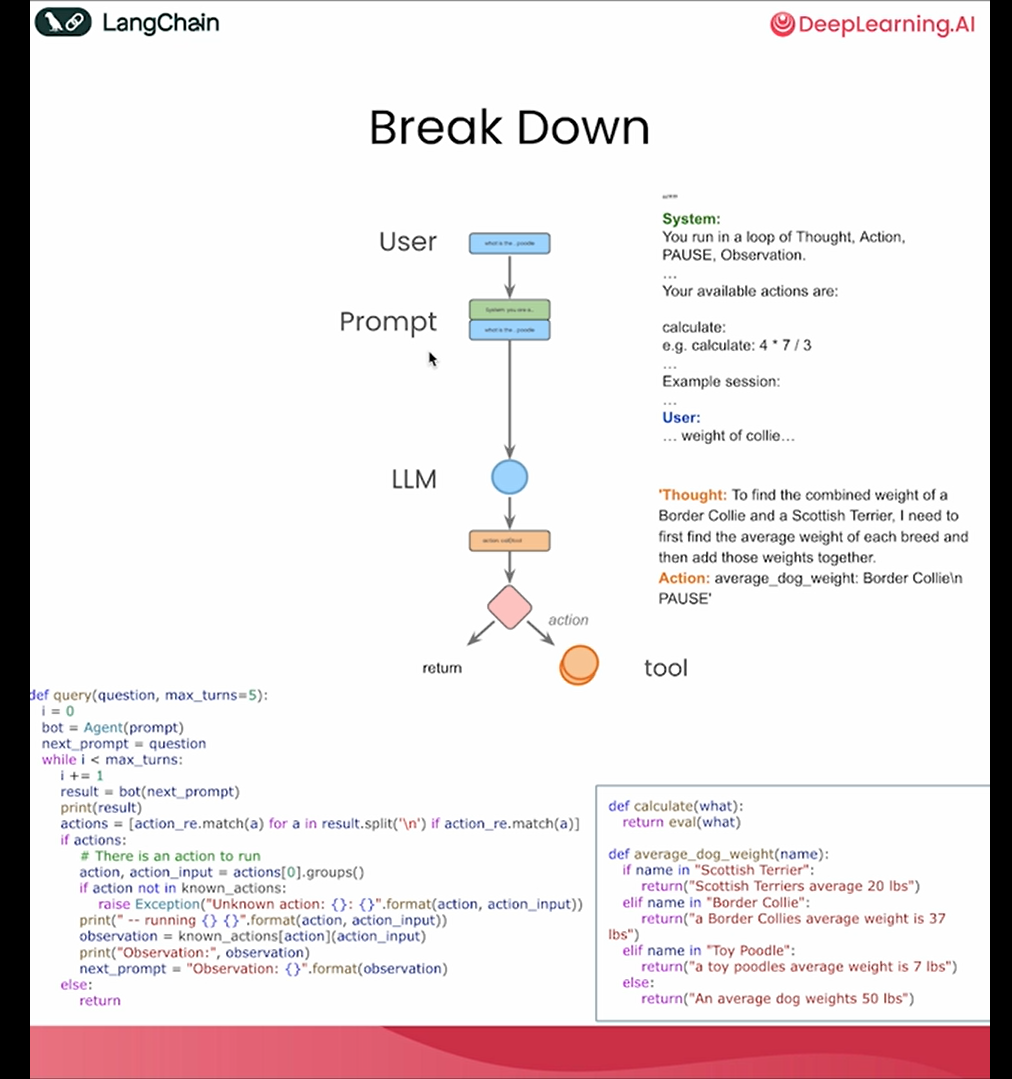 LangChain
DeepLearning.AI
Break Down
User
what is the ..poodle
Prompt
System: you are a..
what is the ..poodle
LLM
action
return
tool
"""
System:
You run in a loop of Thought, Action,
PAUSE, Observation.
...
Your available actions are:
calculate:
e.g. calculate: 4 * 7 / 3
...
Example session:
...
User:
... weight of collie...
'Thought: To find the combined weight of a
Border Collie and a Scottish Terrier, I need to
first find the average weight of each breed and
then add those weights together.
Action: average_dog_weight: Border Collie\n
PAUSE'
def query(question, max_turns=5):
i = 0
bot = Agent(prompt)
next_prompt = question
while i < max_turns:
i += 1
result = bot(next_prompt)
print(result)
actions = [action_re.match(a) for a in result.split('\n') if action_re.match(a)]
if actions:
# There is an action to run
action, action_input = actions[0].groups()
if action not in known_actions:
raise Exception("Unknown action: {}: {}".format(action, action_input))
print(" -- running {} {}".format(action, action_input))
observation = known_actions[action](action_input)
print("Observation:", observation)
next_prompt = "Observation: {}".format(observation)
else:
return
def calculate(what):
return eval(what)
def average_dog_weight(name):
if name in "Scottish Terrier":
return("Scottish Terriers average 20 lbs")
elif name in "Border Collie":
return("a Border Collies average weight is 37
lbs")
elif name in "Toy Poodle":
return("a toy poodles average weight is 7 lbs")
else:
return("An average dog weights 50 lbs")